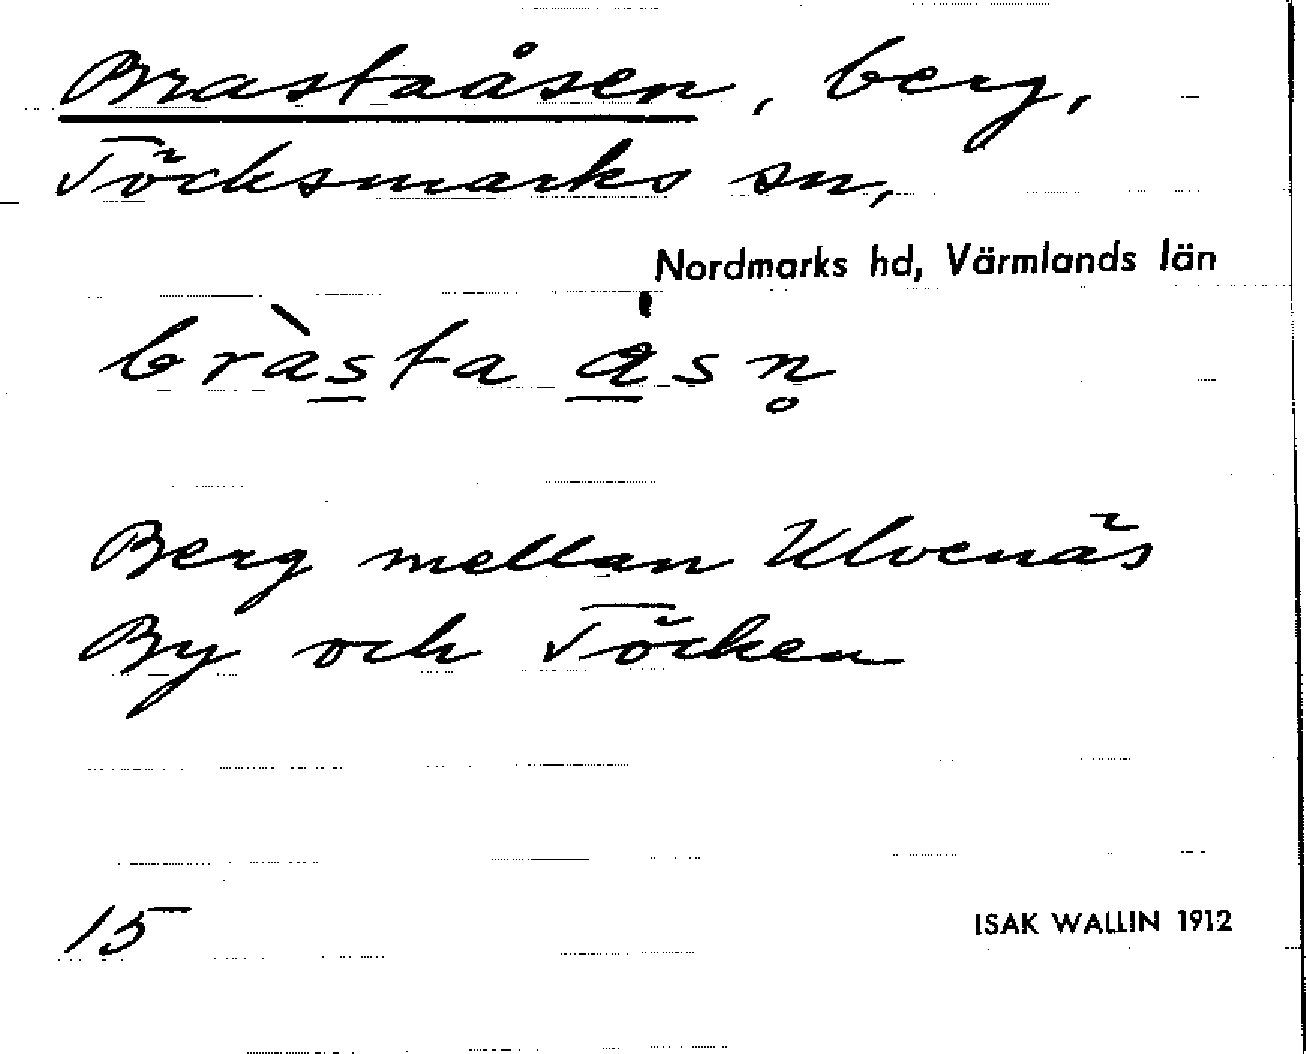 Brastaåsen, berg,
Töcksmarks sn,
Nordmarks hd, Värmlands län
bràsta åsn̥
Berg mellan Ulvenäs
By och Töcken
15
ISAK WALLIN 1912